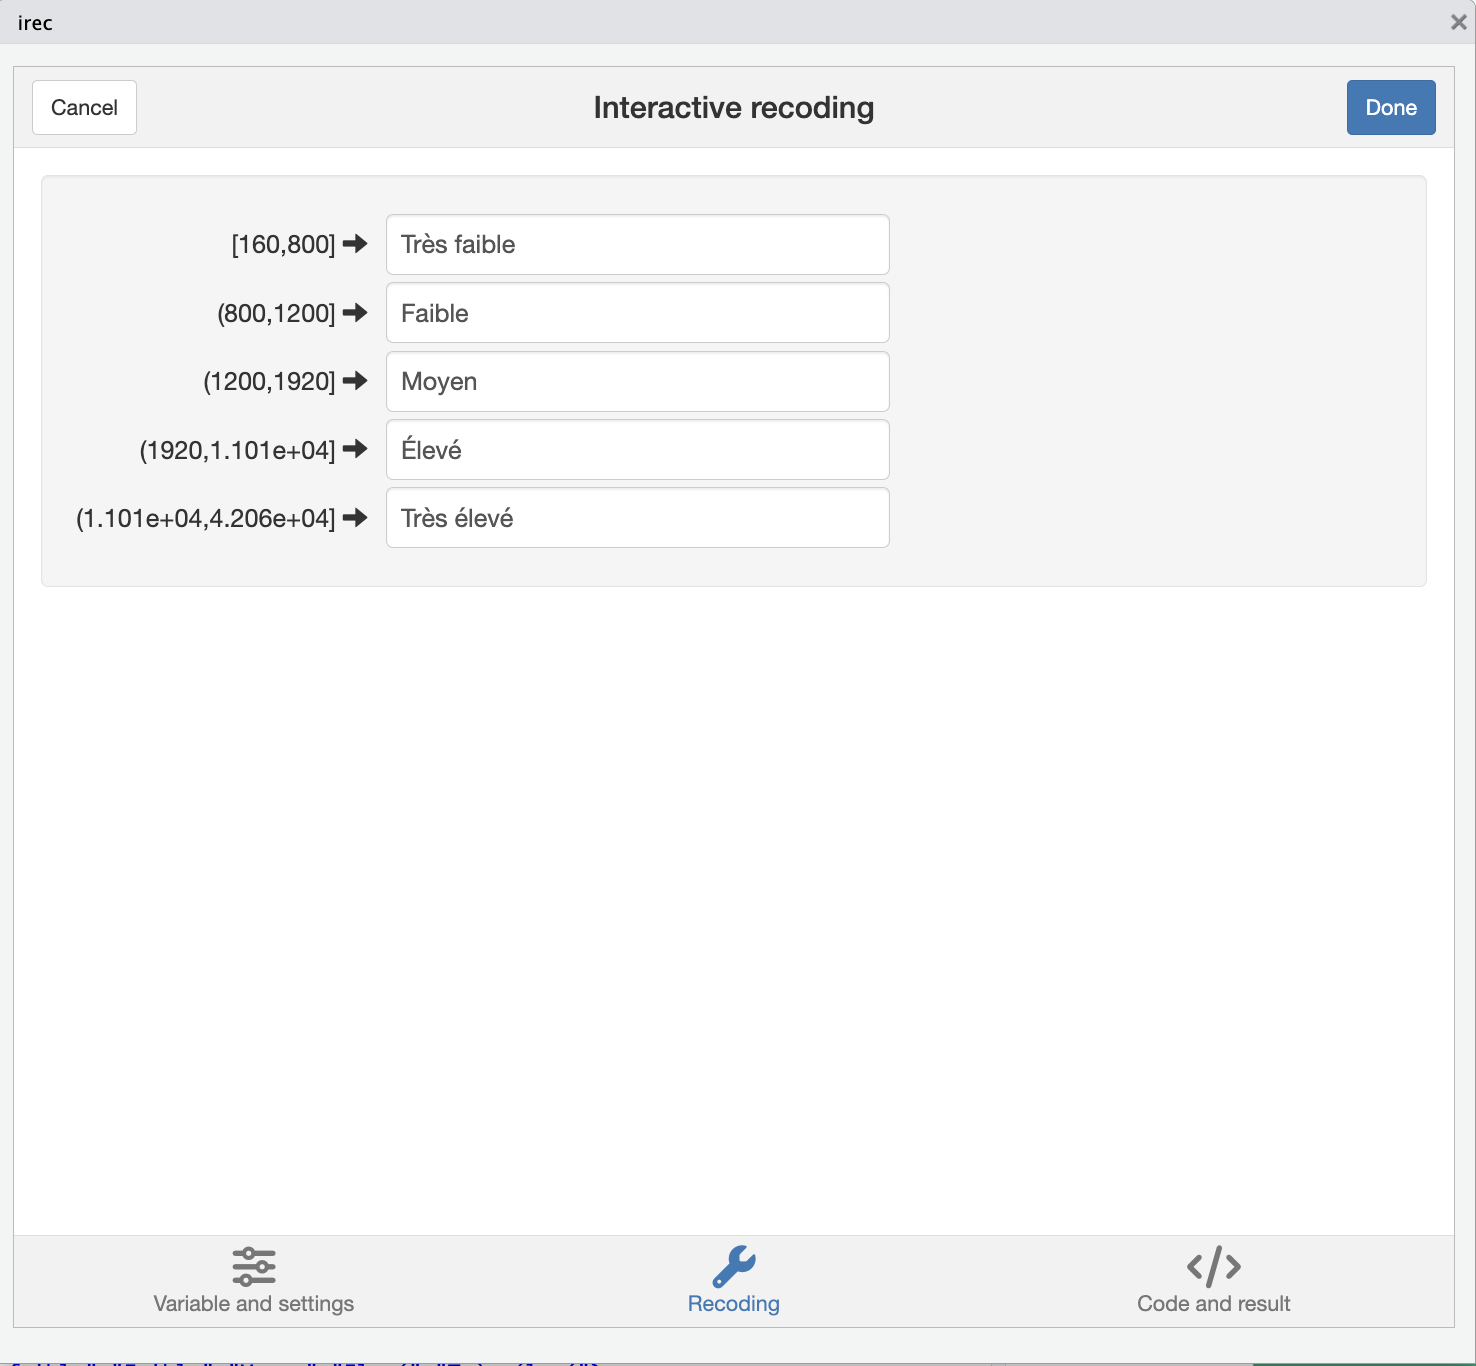 irec
Cancel
Interactive recoding
Done
[160,800]
Très faible
(800,1200]
Faible
(1200,1920]
Moyen
(1920,1.101e+04]
Élevé
(1.101e+04,4.206e+04]
Très élevé
Variable and settings
Recoding
Code and result